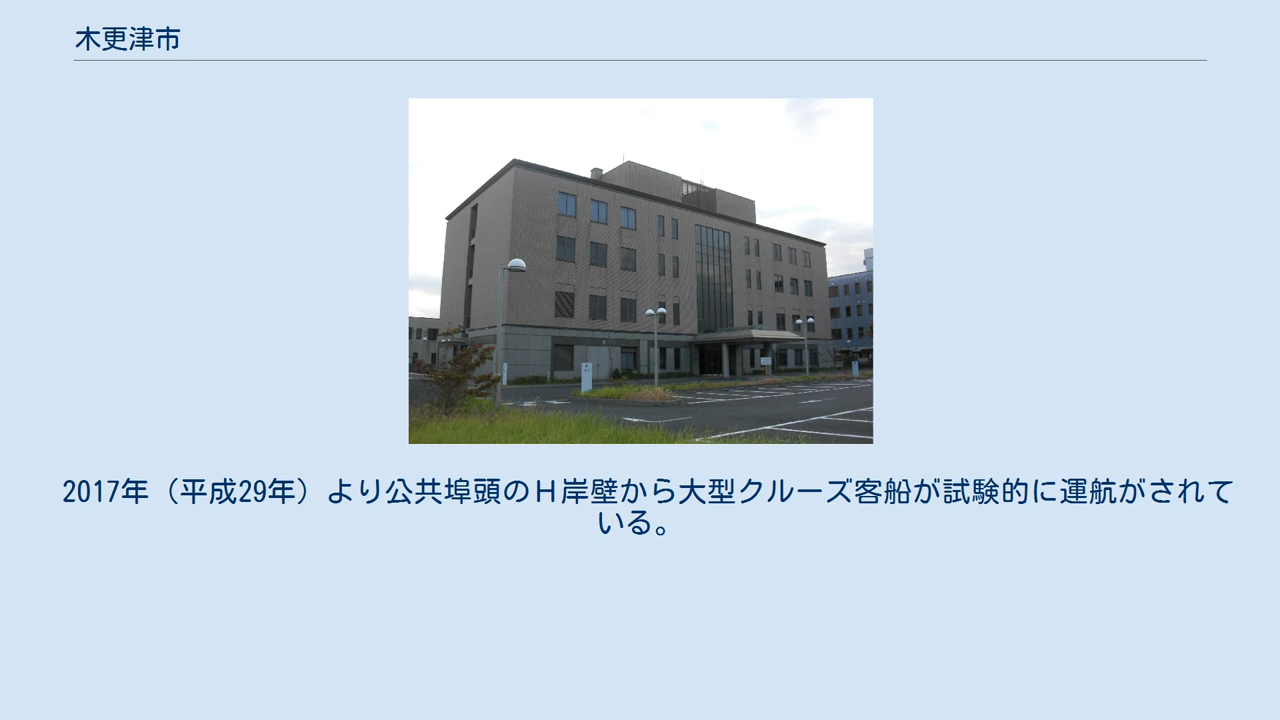 木更津市
2017年（平成29年）より公共埠頭のＨ岸壁から大型クルーズ客船が試験的に運航がされて
いる。